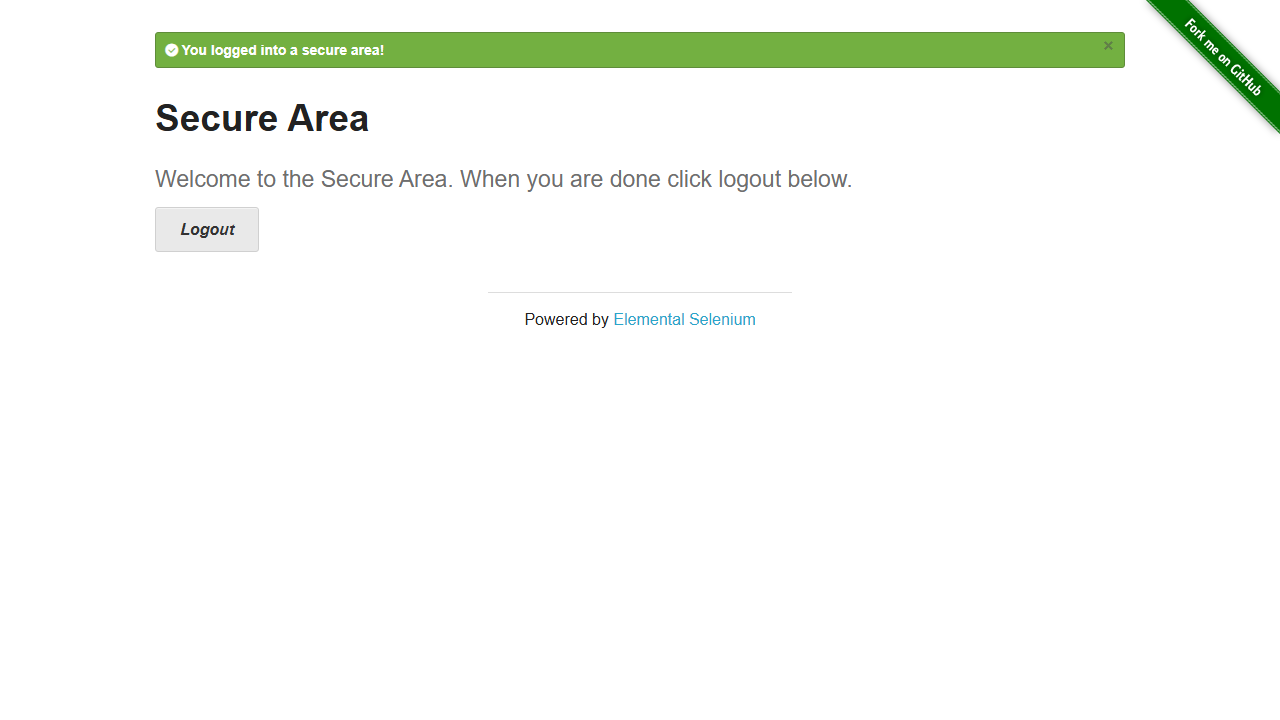 You logged into a secure area!
×
Fork me on GitHub
Secure Area
Welcome to the Secure Area. When you are done click logout below.
Logout
Powered by Elemental Selenium